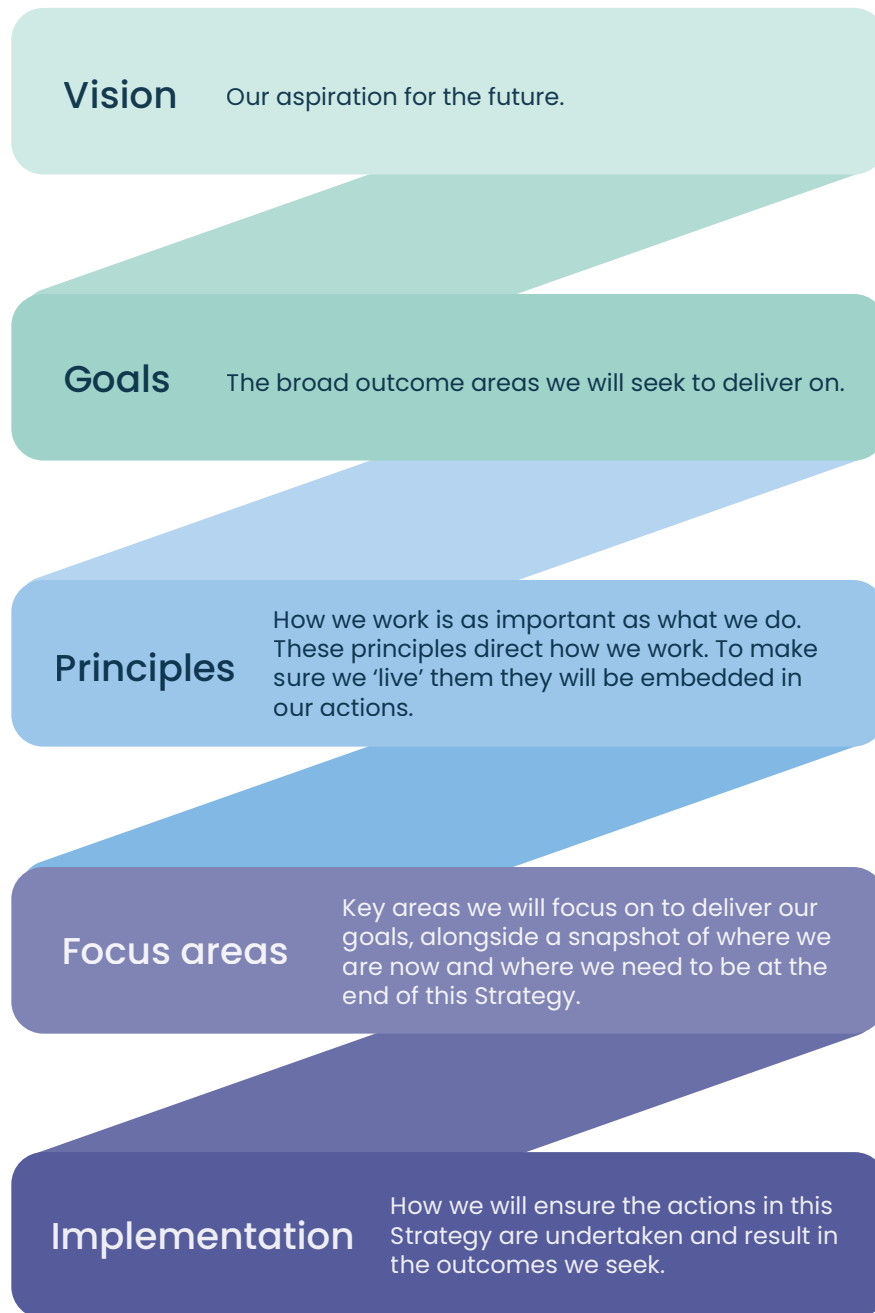 Vision
Our aspiration for the future.
Goals
The broad outcome areas we will seek to deliver on.
Principles
How we work is as important as what we do.
These principles direct how we work. To make
sure we ‘live’ them they will be embedded in
our actions.
Focus areas
Key areas we will focus on to deliver our
goals, alongside a snapshot of where we
are now and where we need to be at the
end of this Strategy.
Implementation
How we will ensure the actions in this
Strategy are undertaken and result in
the outcomes we seek.